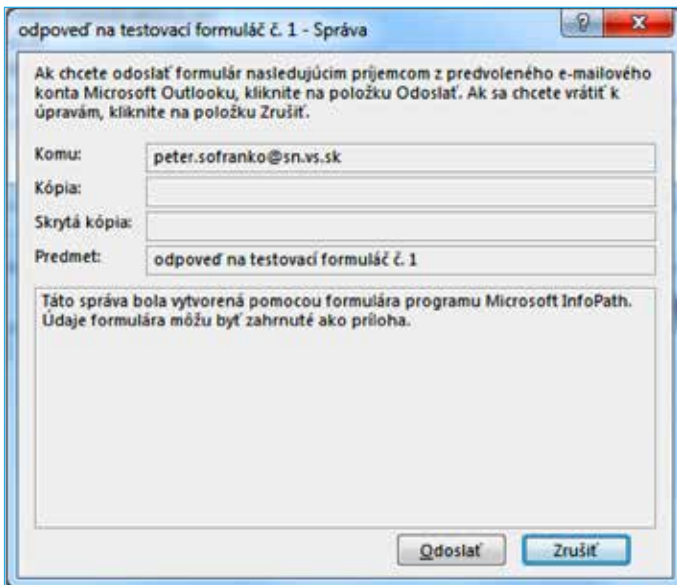 odpoveď na testovací formuláč č. 1 - Správa
Ak chcete odoslať formulár nasledujúcim príjemcom z predvoleného e-mailového
konta Microsoft Outlooku, kliknite na položku Odoslať. Ak sa chcete vrátiť k
úpravám, kliknite na položku Zrušiť.
Komu: peter.sofranko@sn.vs.sk
Kópia:
Skrytá kópia:
Predmet: odpoveď na testovací formuláč č. 1
Táto správa bola vytvorená pomocou formulára programu Microsoft InfoPath.
Údaje formulára môžu byť zahrnuté ako príloha.
Odoslať Zrušiť